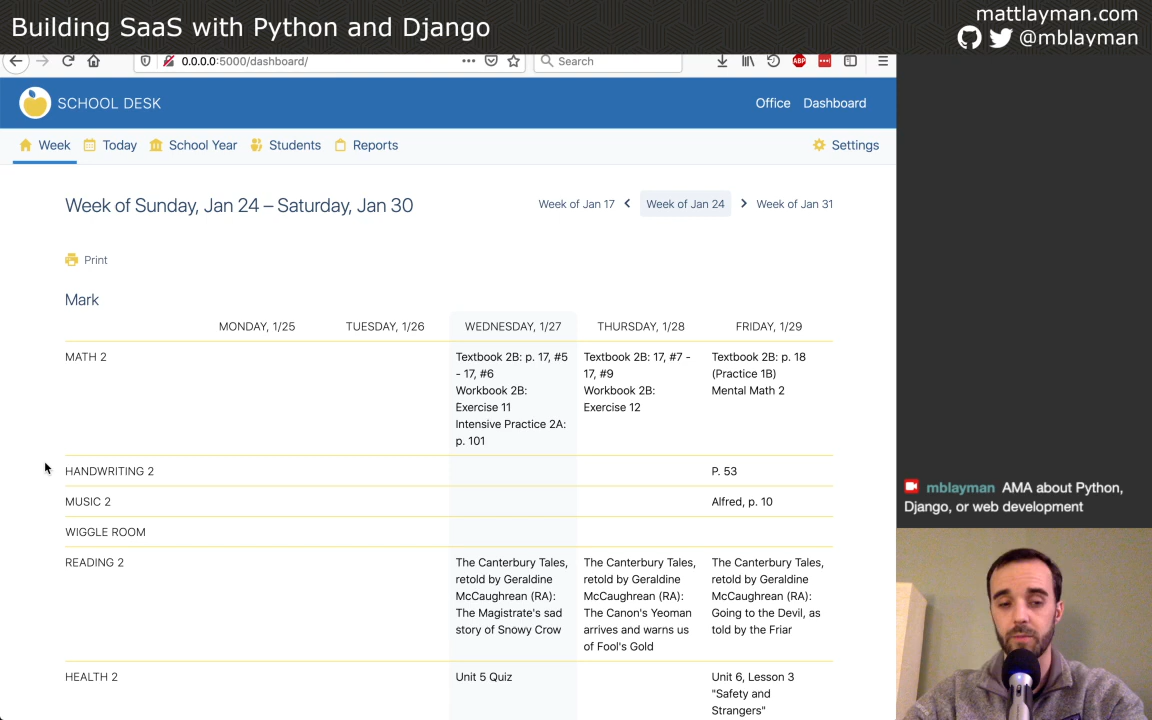 Building SaaS with Python and Django
mattlayman.com
@mblayman
0.0.0.0:5000/dashboard/
Search
ABP
SCHOOL DESK
Office
Dashboard
Week
Today
School Year
Students
Reports
Settings
Week of Sunday, Jan 24 – Saturday, Jan 30
Week of Jan 17
Week of Jan 24
Week of Jan 31
Print
Mark
MONDAY, 1/25
TUESDAY, 1/26
WEDNESDAY, 1/27
THURSDAY, 1/28
FRIDAY, 1/29
MATH 2
Textbook 2B: p. 17, #5
- 17, #6
Workbook 2B:
Exercise 11
Intensive Practice 2A:
p. 101
Textbook 2B: 17, #7 -
17, #9
Workbook 2B:
Exercise 12
Textbook 2B: p. 18
(Practice 1B)
Mental Math 2
HANDWRITING 2
P. 53
MUSIC 2
Alfred, p. 10
WIGGLE ROOM
READING 2
The Canterbury Tales,
retold by Geraldine
McCaughrean (RA):
The Magistrate's sad
story of Snowy Crow
The Canterbury Tales,
retold by Geraldine
McCaughrean (RA):
The Canon's Yeoman
arrives and warns us
of Fool's Gold
The Canterbury Tales,
retold by Geraldine
McCaughrean (RA):
Going to the Devil, as
told by the Friar
HEALTH 2
Unit 5 Quiz
Unit 6, Lesson 3
"Safety and
Strangers"
mblayman AMA about Python,
Django, or web development